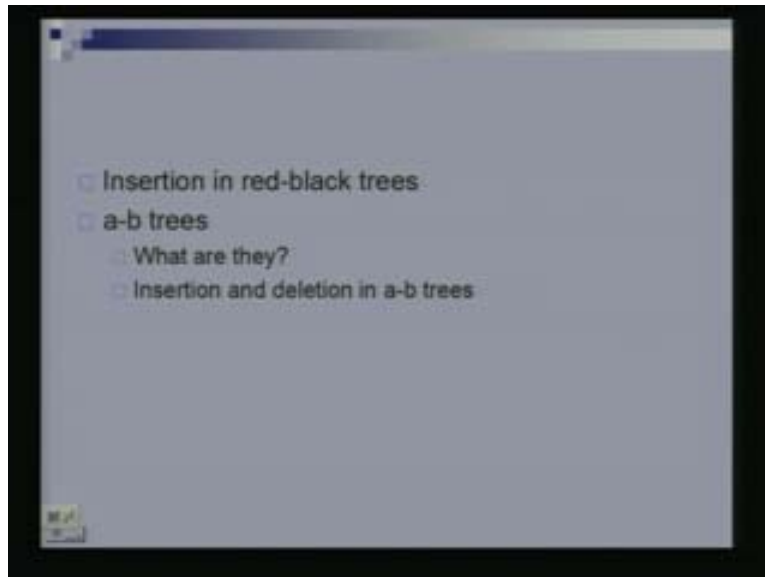 Insertion in red-black trees
a-b trees
What are they?
Insertion and deletion in a-b trees